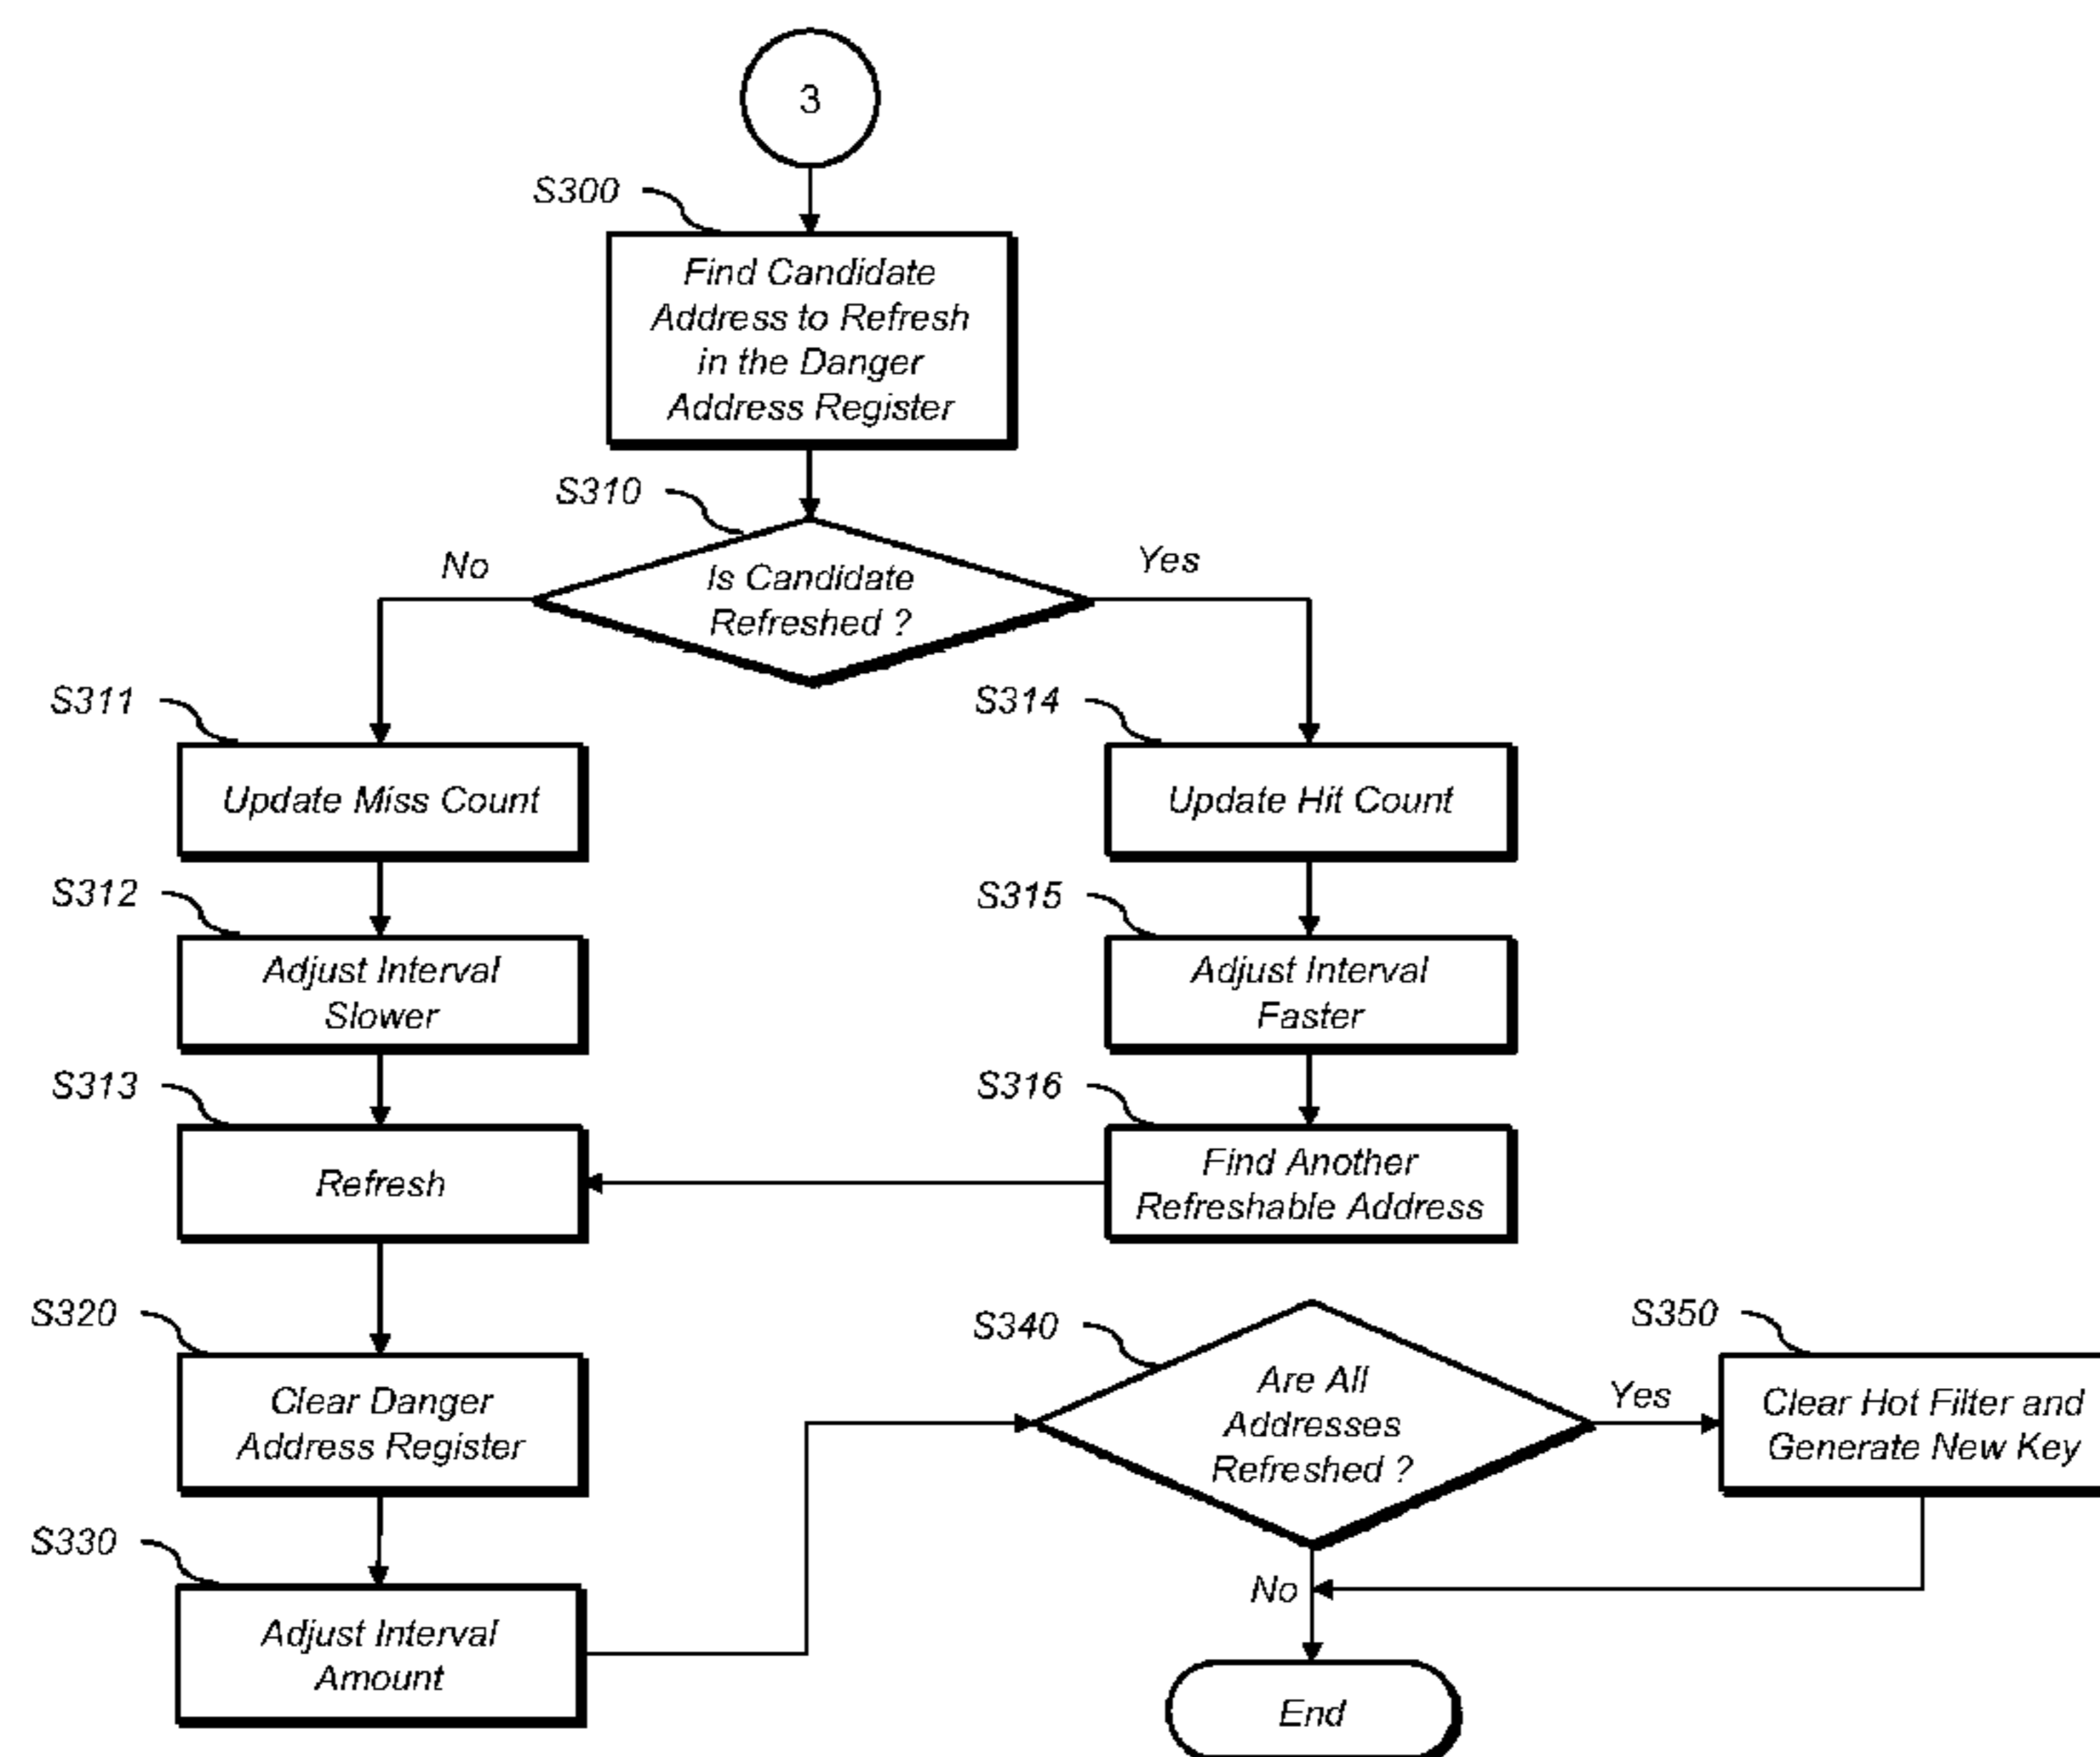 3
S300
Find Candidate
Address to Refresh
in the Danger
Address Register
S310
No
Yes
Is Candidate
Refreshed ?
S311
Update Miss Count
S314
Update Hit Count
S312
Adjust Interval
Slower
S315
Adjust Interval
Faster
S313
Refresh
S316
Find Another
Refreshable Address
S320
Clear Danger
Address Register
S340
Are All
Addresses
Refreshed ?
Yes
S350
Clear Hot Filter and
Generate New Key
S330
Adjust Interval
Amount
No
End